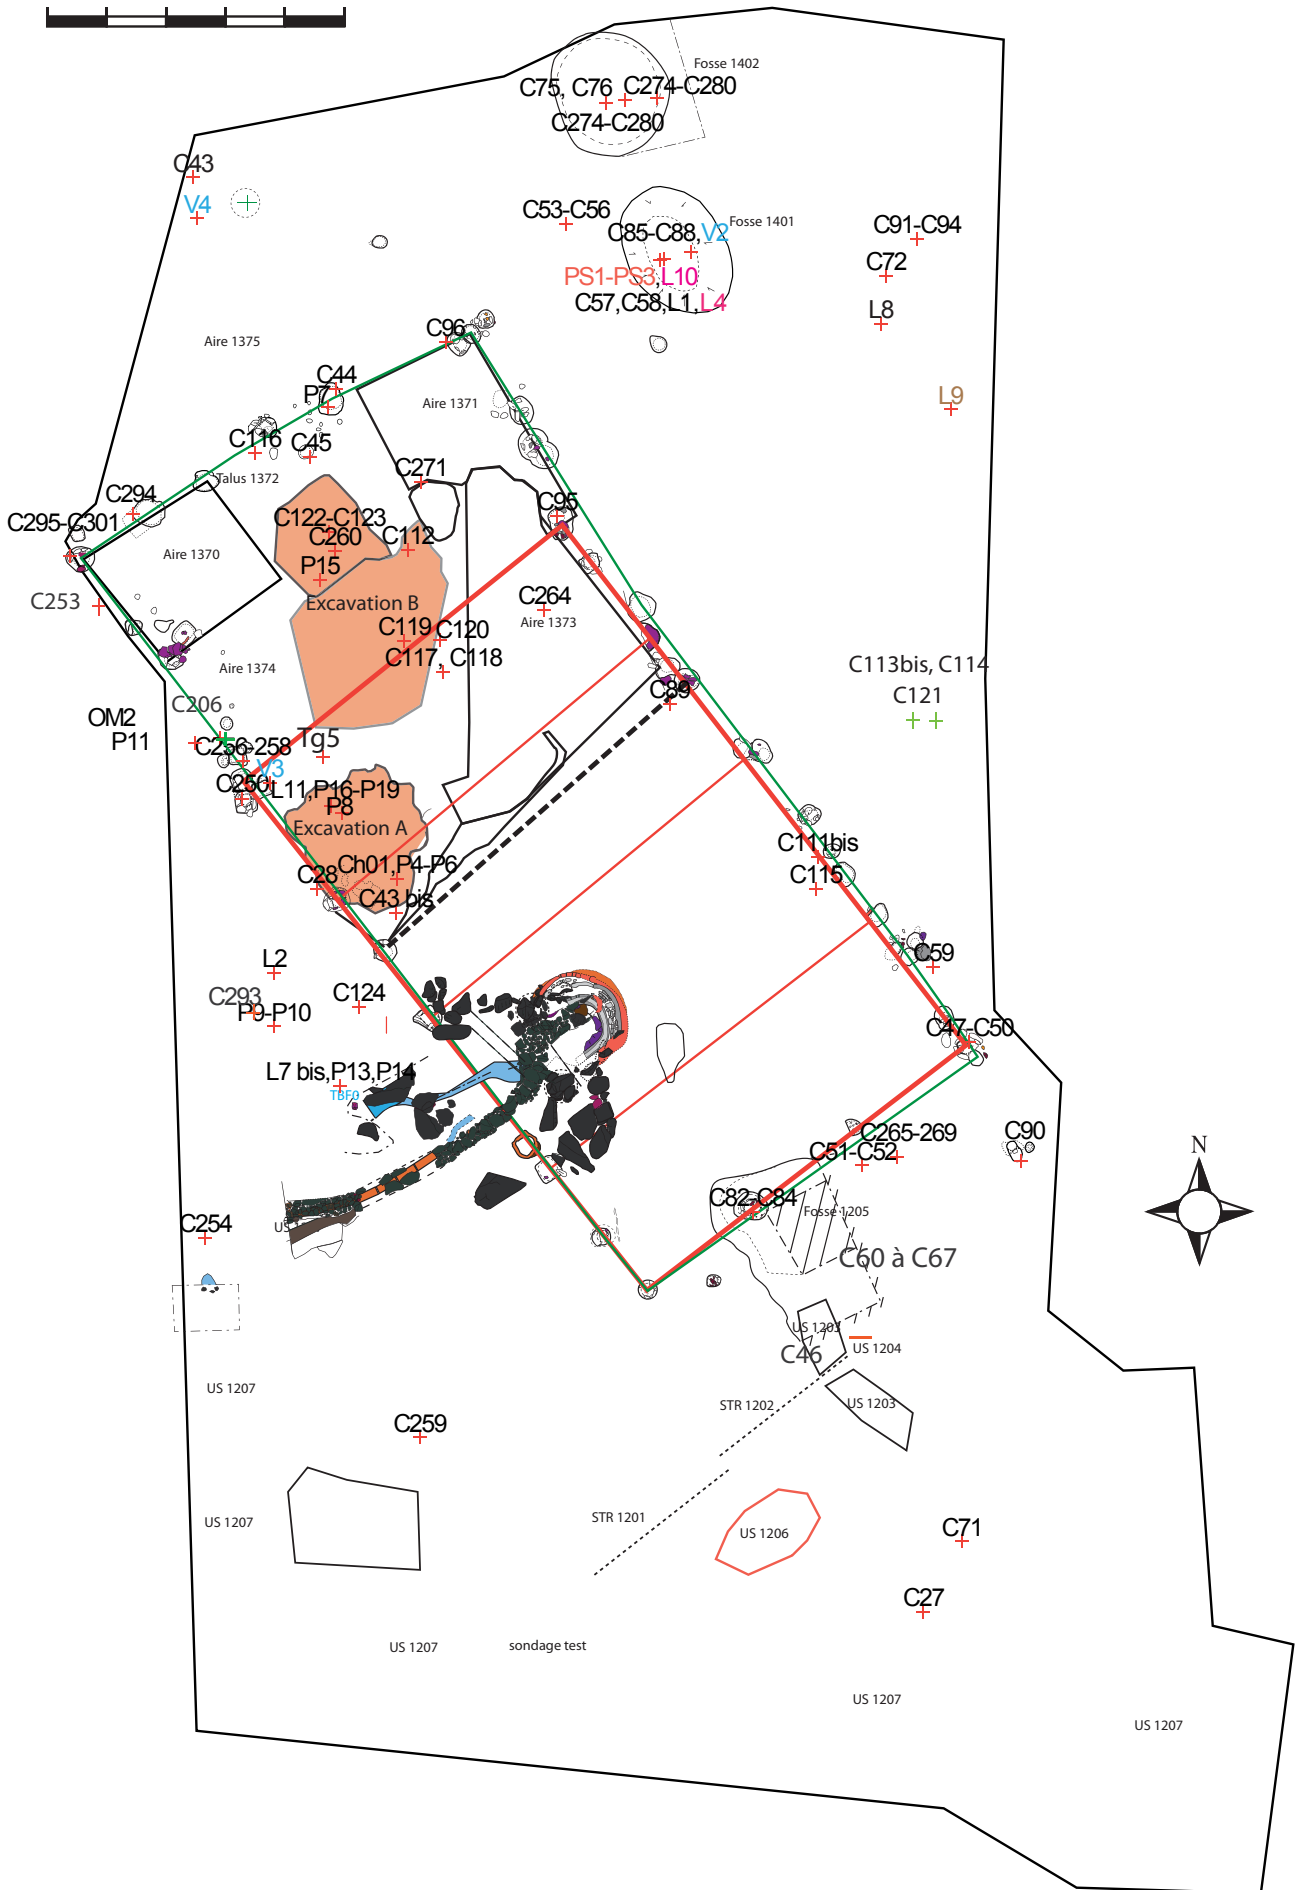 Fosse 1402
C75, C76 C274-C280
C274-C280
C43
V4
C53-C56
Fosse 1401
C85-C88,V2
C91-C94
PS1-PS3,L10
C72
C57,C58,L1,L4
L8
C96
Aire 1375
C44
P7
Aire 1371
L9
C116
C45
C271
Talus 1372
C294
C295-C301
C122-C123
C95
C260
C112
Aire 1370
P15
C253
Excavation B
C264
Aire 1373
C119 C120
C117, C118
Aire 1374
C113bis, C114
C121
C89
C206
OM2
P11
C256-258
Tg5
V3
C250
L11,P16-P19
P8
Excavation A
C111bis
Ch01,P4-P6
C28
C115
C43 bis
C59
L2
C293
P9-P10
C124
C47-C50
L7 bis,P13,P14
TBF0
C265-269
C90
C51-C52
N
C82-C84
Fosse 1205
C254
US
C60 à C67
US 1203
C46
US 1204
US 1207
STR 1202
US 1203
C259
US 1207
STR 1201
US 1206
C71
C27
US 1207
sondage test
US 1207
US 1207